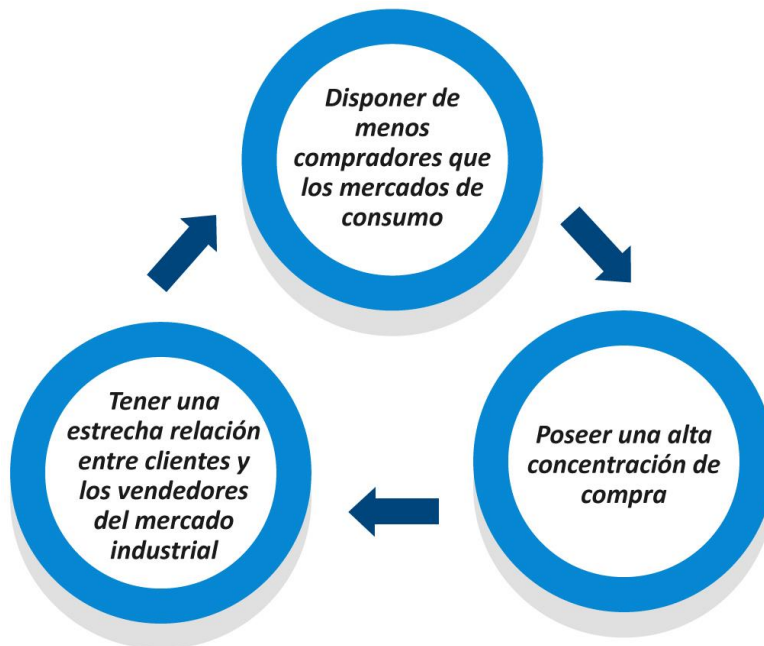 Disponer de
menos
compradores que
los mercados de
consumo
Poseer una alta
concentración de
compra
Tener una
estrecha relación
entre clientes y
los vendedores
del mercado
industrial